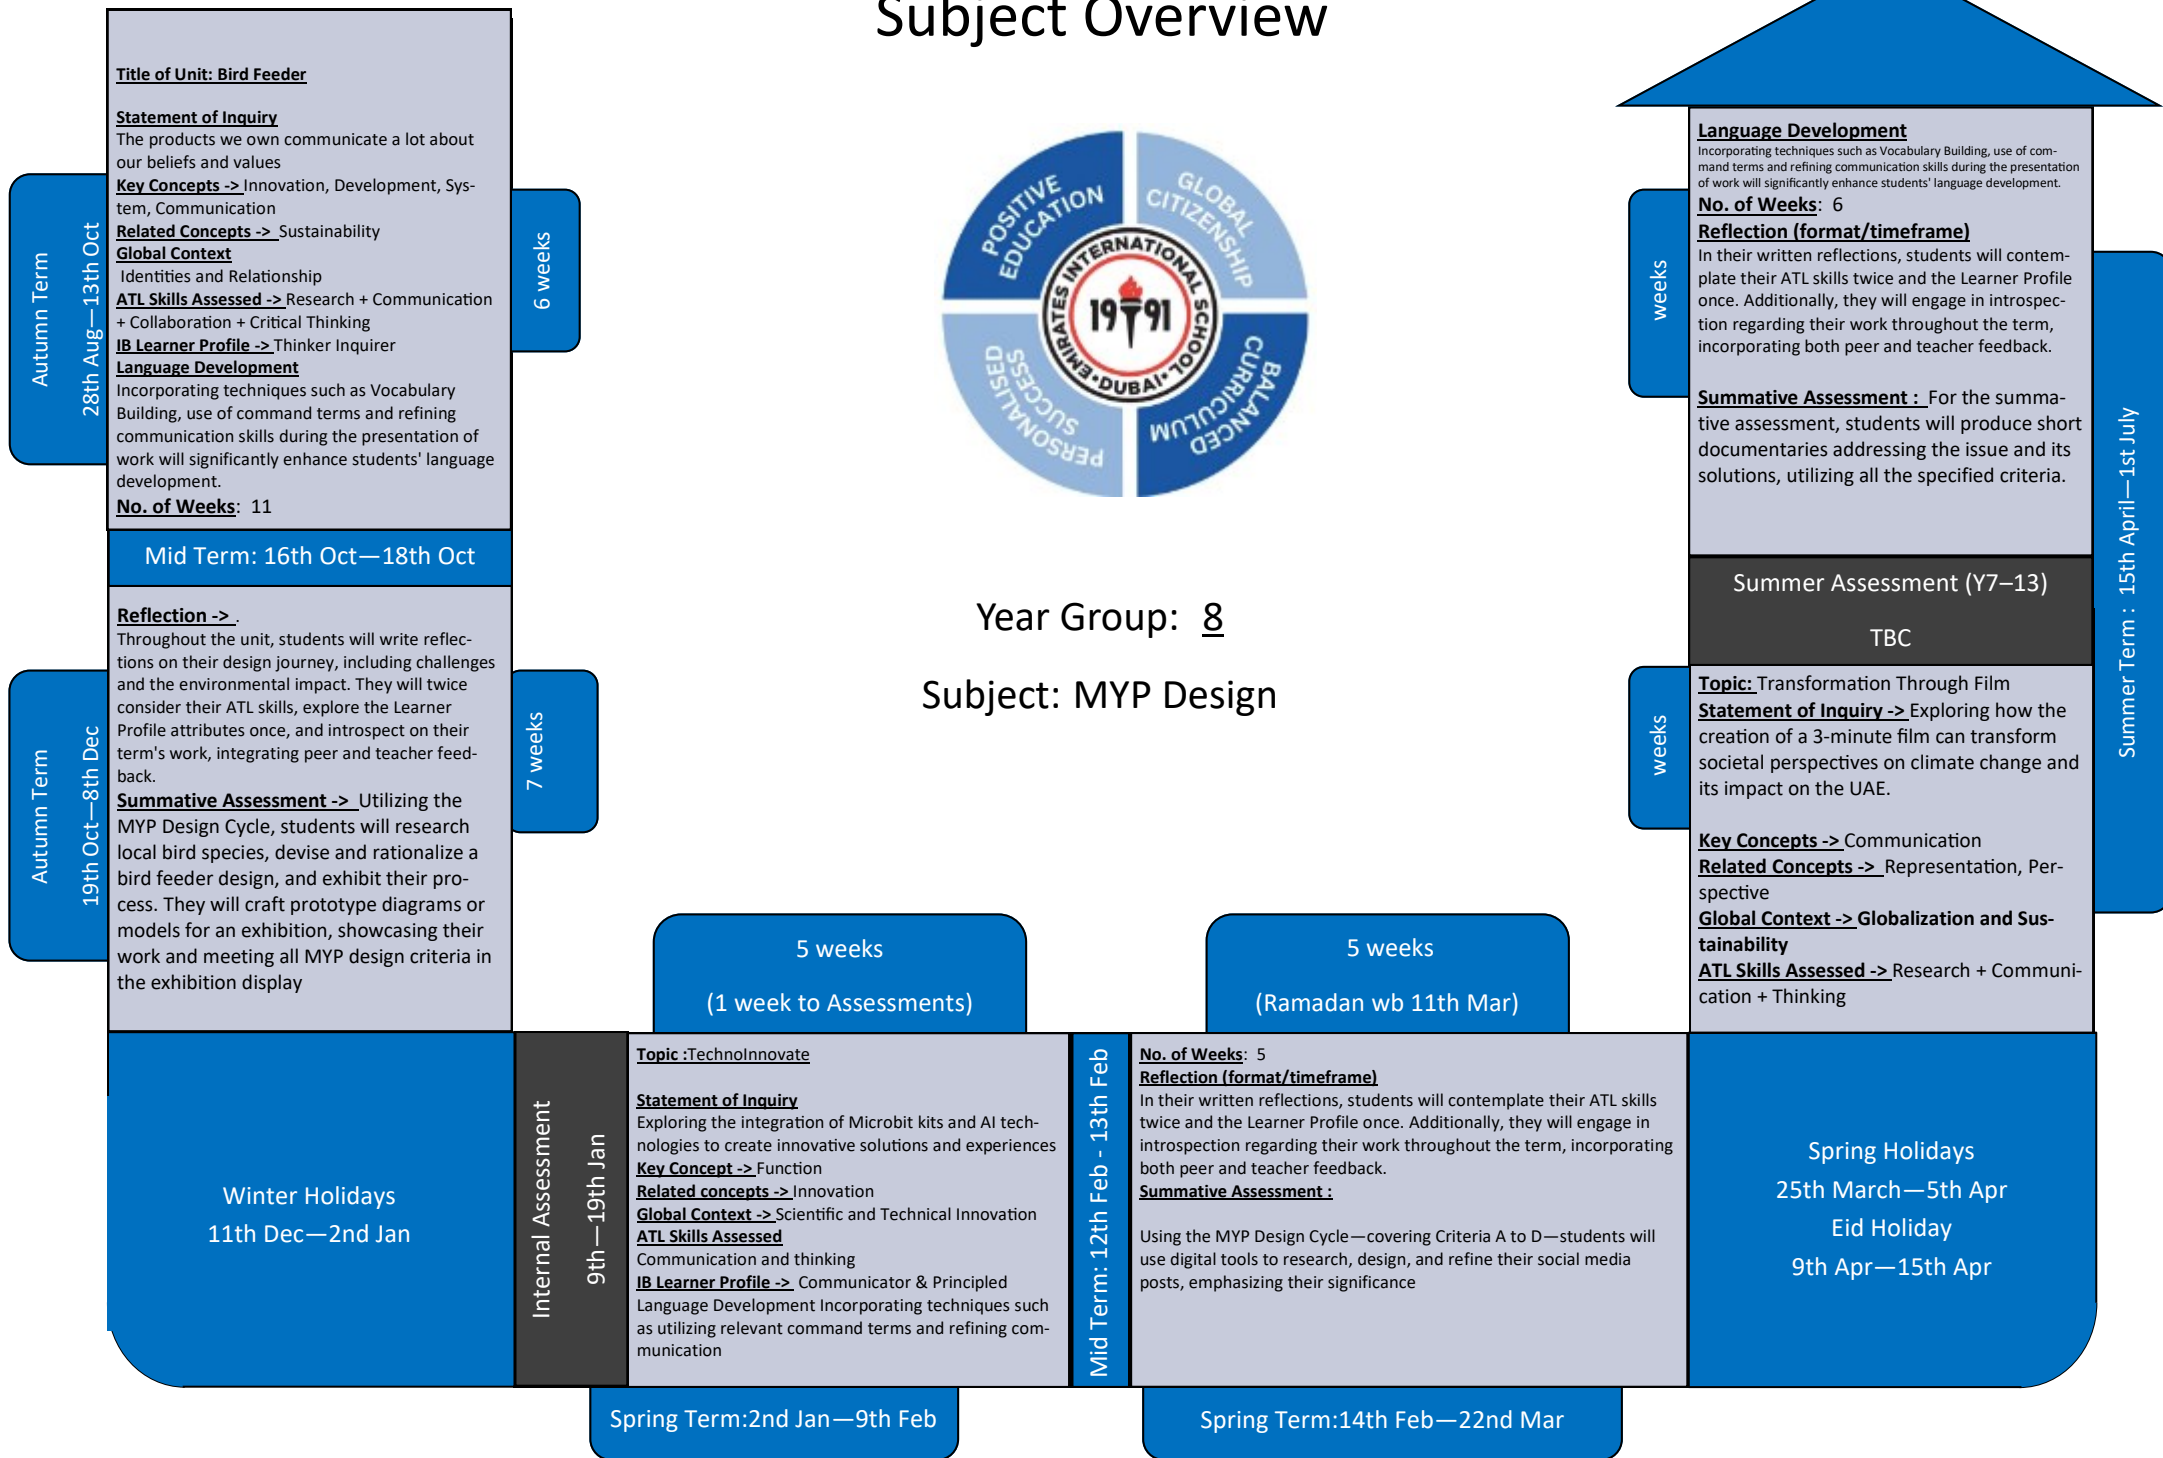 Subject Overview
Title of Unit: Bird Feeder
Statement of Inquiry
The products we own communicate a lot about
our beliefs and values
Key Concepts -> Innovation, Development, Sys-
tem, Communication
Related Concepts -> Sustainability
Global Context
Identities and Relationship
ATL Skills Assessed -> Research + Communication
+ Collaboration + Critical Thinking
IB Learner Profile -> Thinker Inquirer
Language Development
Incorporating techniques such as Vocabulary
Building, use of command terms and refining
communication skills during the presentation of
work will significantly enhance students' language
development.
No. of Weeks: 11
Autumn Term
28th Aug—13th Oct
6 weeks
Mid Term: 16th Oct—18th Oct
Reflection -> .
Throughout the unit, students will write reflec-
tions on their design journey, including challenges
and the environmental impact. They will twice
consider their ATL skills, explore the Learner
Profile attributes once, and introspect on their
term's work, integrating peer and teacher feed-
back.
Summative Assessment -> Utilizing the
MYP Design Cycle, students will research
local bird species, devise and rationalize a
bird feeder design, and exhibit their pro-
cess. They will craft prototype diagrams or
models for an exhibition, showcasing their
work and meeting all MYP design criteria in
the exhibition display
Autumn Term
19th Oct—8th Dec
7 weeks
Winter Holidays
11th Dec—2nd Jan
Internal Assessment
9th—19th Jan
5 weeks
(1 week to Assessments)
Topic :TechnoInnovate
Statement of Inquiry
Exploring the integration of Microbit kits and AI tech-
nologies to create innovative solutions and experiences
Key Concept -> Function
Related concepts -> Innovation
Global Context -> Scientific and Technical Innovation
ATL Skills Assessed
Communication and thinking
IB Learner Profile -> Communicator & Principled
Language Development Incorporating techniques such
as utilizing relevant command terms and refining com-
munication
Spring Term:2nd Jan—9th Feb
Mid Term: 12th Feb - 13th Feb
5 weeks
(Ramadan wb 11th Mar)
No. of Weeks: 5
Reflection (format/timeframe)
In their written reflections, students will contemplate their ATL skills
twice and the Learner Profile once. Additionally, they will engage in
introspection regarding their work throughout the term, incorporating
both peer and teacher feedback.
Summative Assessment :
Using the MYP Design Cycle—covering Criteria A to D—students will
use digital tools to research, design, and refine their social media
posts, emphasizing their significance
Spring Term:14th Feb—22nd Mar
Spring Holidays
25th March—5th Apr
Eid Holiday
9th Apr—15th Apr
Topic: Transformation Through Film
Statement of Inquiry -> Exploring how the
creation of a 3-minute film can transform
societal perspectives on climate change and
its impact on the UAE.
Key Concepts -> Communication
Related Concepts -> Representation, Per-
spective
Global Context -> Globalization and Sus-
tainability
ATL Skills Assessed -> Research + Communi-
cation + Thinking
weeks
Summer Assessment (Y7–13)
TBC
Language Development
Incorporating techniques such as Vocabulary Building, use of com-
mand terms and refining communication skills during the presentation
of work will significantly enhance students' language development.
No. of Weeks: 6
Reflection (format/timeframe)
In their written reflections, students will contem-
plate their ATL skills twice and the Learner Profile
once. Additionally, they will engage in introspec-
tion regarding their work throughout the term,
incorporating both peer and teacher feedback.
Summative Assessment : For the summa-
tive assessment, students will produce short
documentaries addressing the issue and its
solutions, utilizing all the specified criteria.
weeks
Summer Term : 15th April—1st July
POSITIVE
EDUCATION
GLOBAL
CITIZENSHIP
BALANCED
CURRICULUM
PERSONALISED
SUCCESS
EMIRATES INTERNATIONAL SCHOOL
•DUBAI•
1991
Year Group: 8
Subject: MYP Design